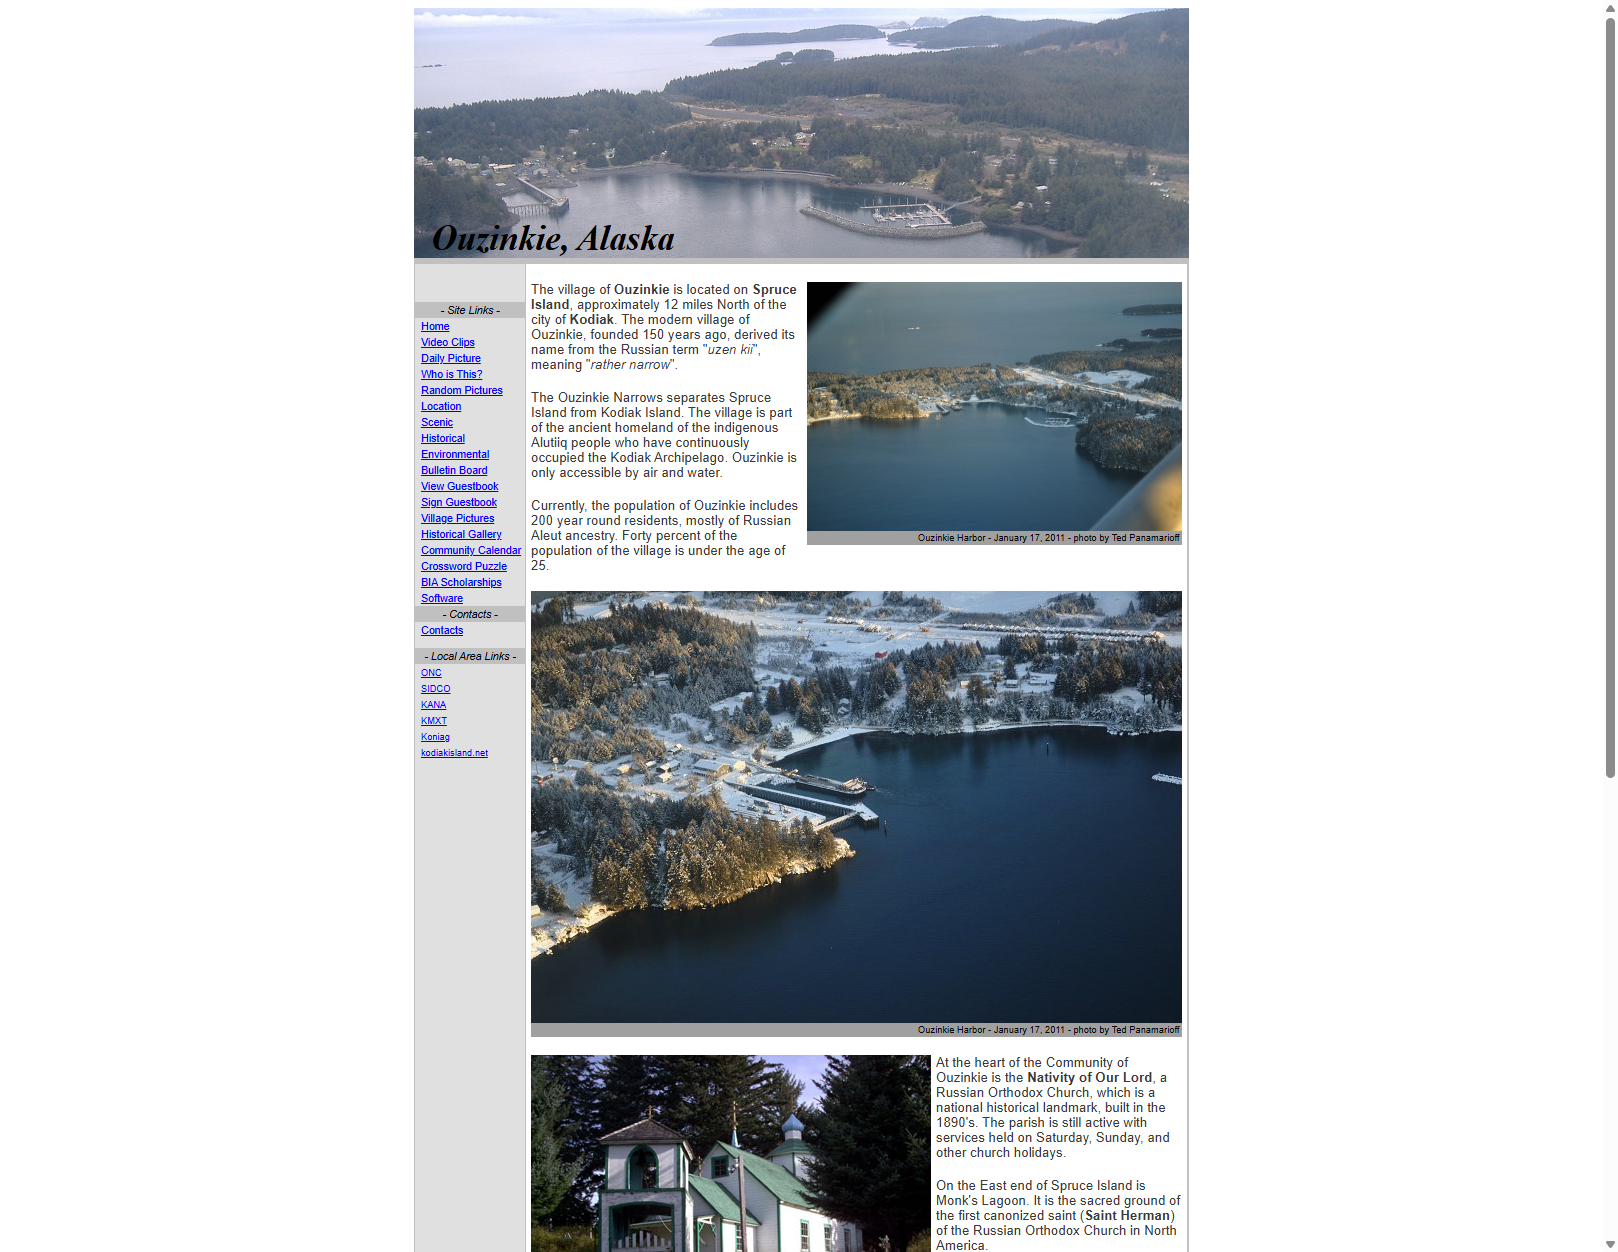 Ouzinkie, Alaska
- Site Links -
Home
Video Clips
Daily Picture
Who is This?
Random Pictures
Location
Scenic
Historical
Environmental
Bulletin Board
View Guestbook
Sign Guestbook
Village Pictures
Historical Gallery
Community Calendar
Crossword Puzzle
BIA Scholarships
Software
- Contacts -
Contacts
- Local Area Links -
ONC
SIDCO
KANA
KMXT
Koniag
kodiakisland.net
The village of Ouzinkie is located on Spruce
Island, approximately 12 miles North of the
city of Kodiak. The modern village of
Ouzinkie, founded 150 years ago, derived its
name from the Russian term "uzen kii",
meaning "rather narrow".
The Ouzinkie Narrows separates Spruce
Island from Kodiak Island. The village is part
of the ancient homeland of the indigenous
Alutiiq people who have continuously
occupied the Kodiak Archipelago. Ouzinkie is
only accessible by air and water.
Currently, the population of Ouzinkie includes
200 year round residents, mostly of Russian
Aleut ancestry. Forty percent of the
population of the village is under the age of
25.
Ouzinkie Harbor - January 17, 2011 - photo by Ted Panamarioff
Ouzinkie Harbor - January 17, 2011 - photo by Ted Panamarioff
At the heart of the Community of
Ouzinkie is the Nativity of Our Lord, a
Russian Orthodox Church, which is a
national historical landmark, built in the
1890's. The parish is still active with
services held on Saturday, Sunday, and
other church holidays.
On the East end of Spruce Island is
Monk's Lagoon. It is the sacred ground of
the first canonized saint (Saint Herman)
of the Russian Orthodox Church in North
America.